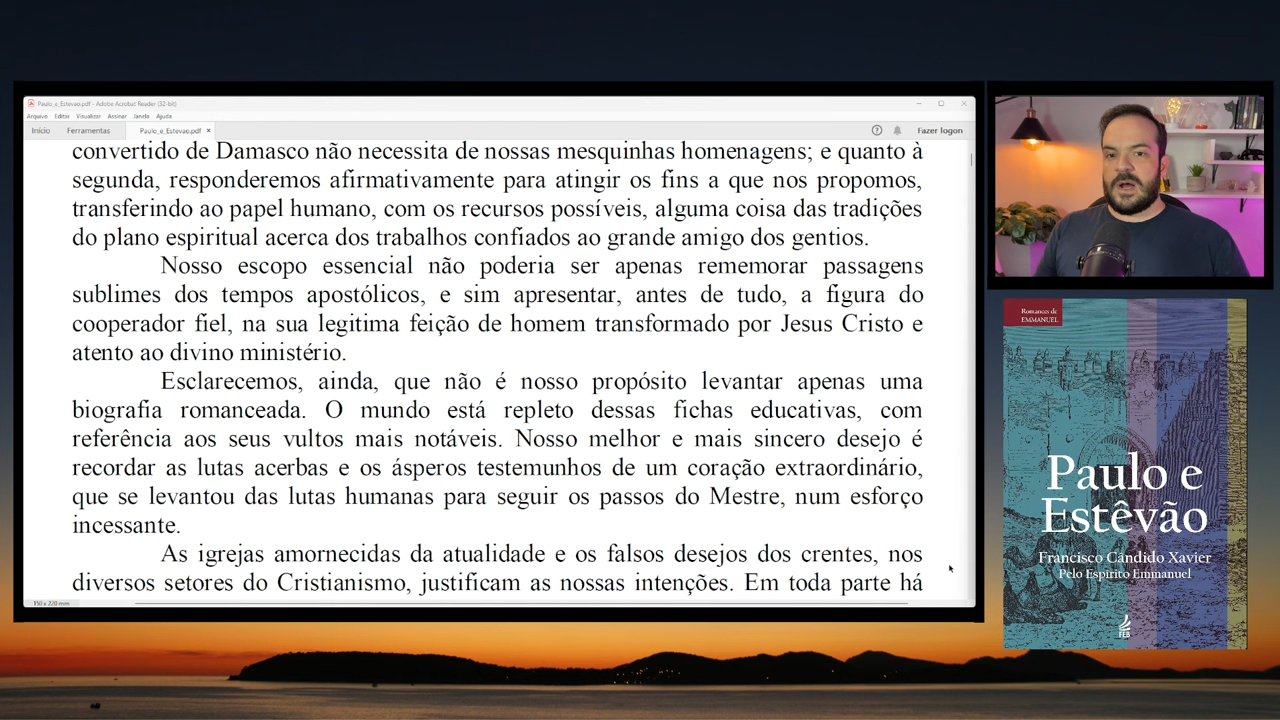 Paulo_e_Estevao.pdf - Adobe Acrobat Reader (32-bit)
Arquivo Editar Visualizar Assinar Janela Ajuda
Início Ferramentas Paulo_e_Estevao.pdf × Fazer logon
convertido de Damasco não necessita de nossas mesquinhas homenagens; e quanto à
segunda, responderemos afirmativamente para atingir os fins a que nos propomos,
transferindo ao papel humano, com os recursos possíveis, alguma coisa das tradições
do plano espiritual acerca dos trabalhos confiados ao grande amigo dos gentios.
Nosso escopo essencial não poderia ser apenas rememorar passagens
sublimes dos tempos apostólicos, e sim apresentar, antes de tudo, a figura do
cooperador fiel, na sua legítima feição de homem transformado por Jesus Cristo e
atento ao divino ministério.
Esclarecemos, ainda, que não é nosso propósito levantar apenas uma
biografia romanceada. O mundo está repleto dessas fichas educativas, com
referência aos seus vultos mais notáveis. Nosso melhor e mais sincero desejo é
recordar as lutas acerbas e os ásperos testemunhos de um coração extraordinário,
que se levantou das lutas humanas para seguir os passos do Mestre, num esforço
incessante.
As igrejas amornecidas da atualidade e os falsos desejos dos crentes, nos
diversos setores do Cristianismo, justificam as nossas intenções. Em toda parte há
150 x 220 mm
Romances de
EMMANUEL
Paulo e
Estêvão
Francisco Cândido Xavier
Pelo Espírito Emmanuel
FEB